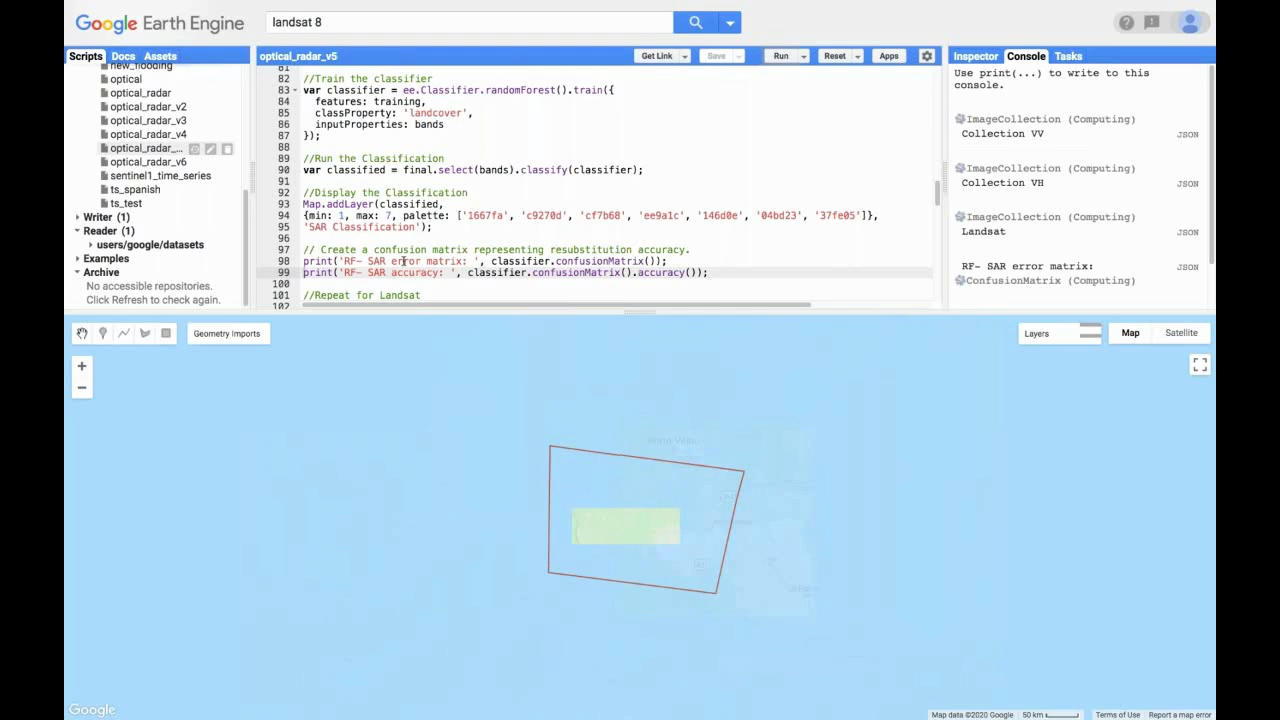 Google Earth Engine
landsat 8
Scripts Docs Assets
new_flooding
optical
optical_radar
optical_radar_v2
optical_radar_v3
optical_radar_v4
optical_radar_...
optical_radar_v6
sentinel1_time_series
ts_spanish
ts_test
Writer (1)
Reader (1)
users/google/datasets
Examples
Archive
No accessible repositories.
Click Refresh to check again.
optical_radar_v5
Get Link Save Run Reset Apps
81
82 //Train the classifier
83 var classifier = ee.Classifier.randomForest().train({
84 features: training,
85 classProperty: 'landcover',
86 inputProperties: bands
87 });
88
89 //Run the Classification
90 var classified = final.select(bands).classify(classifier);
91
92 //Display the Classification
93 Map.addLayer(classified,
94 {min: 1, max: 7, palette: ['1667fa', 'c9270d', 'cf7b68', 'ee9a1c', '146d0e', '04bd23', '37fe05']},
95 'SAR Classification');
96
97 // Create a confusion matrix representing resubstitution accuracy.
98 print('RF- SAR error matrix: ', classifier.confusionMatrix());
99 print('RF- SAR accuracy: ', classifier.confusionMatrix().accuracy());
100
101 //Repeat for Landsat
102
Inspector Console Tasks
Use print(...) to write to this
console.
ImageCollection (Computing)
Collection VV JSON
ImageCollection (Computing)
Collection VH JSON
ImageCollection (Computing)
Landsat JSON
RF- SAR error matrix: JSON
ConfusionMatrix (Computing)
Geometry Imports
Layers
Map Satellite
+
−
Google
Map data ©2020 Google 50 km Terms of Use Report a map error